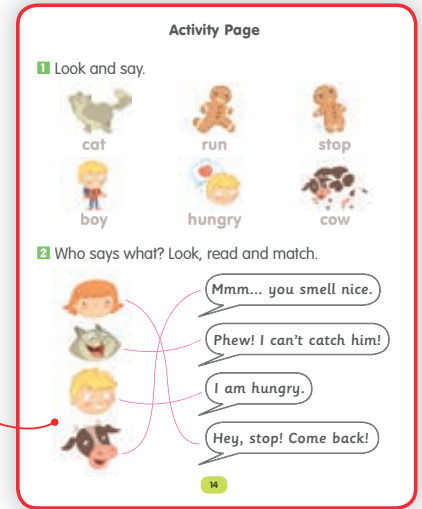 Activity Page
1 Look and say.
cat run stop
boy hungry cow
2 Who says what? Look, read and match.
Mmm... you smell nice.
Phew! I can't catch him!
I am hungry.
Hey, stop! Come back!
14